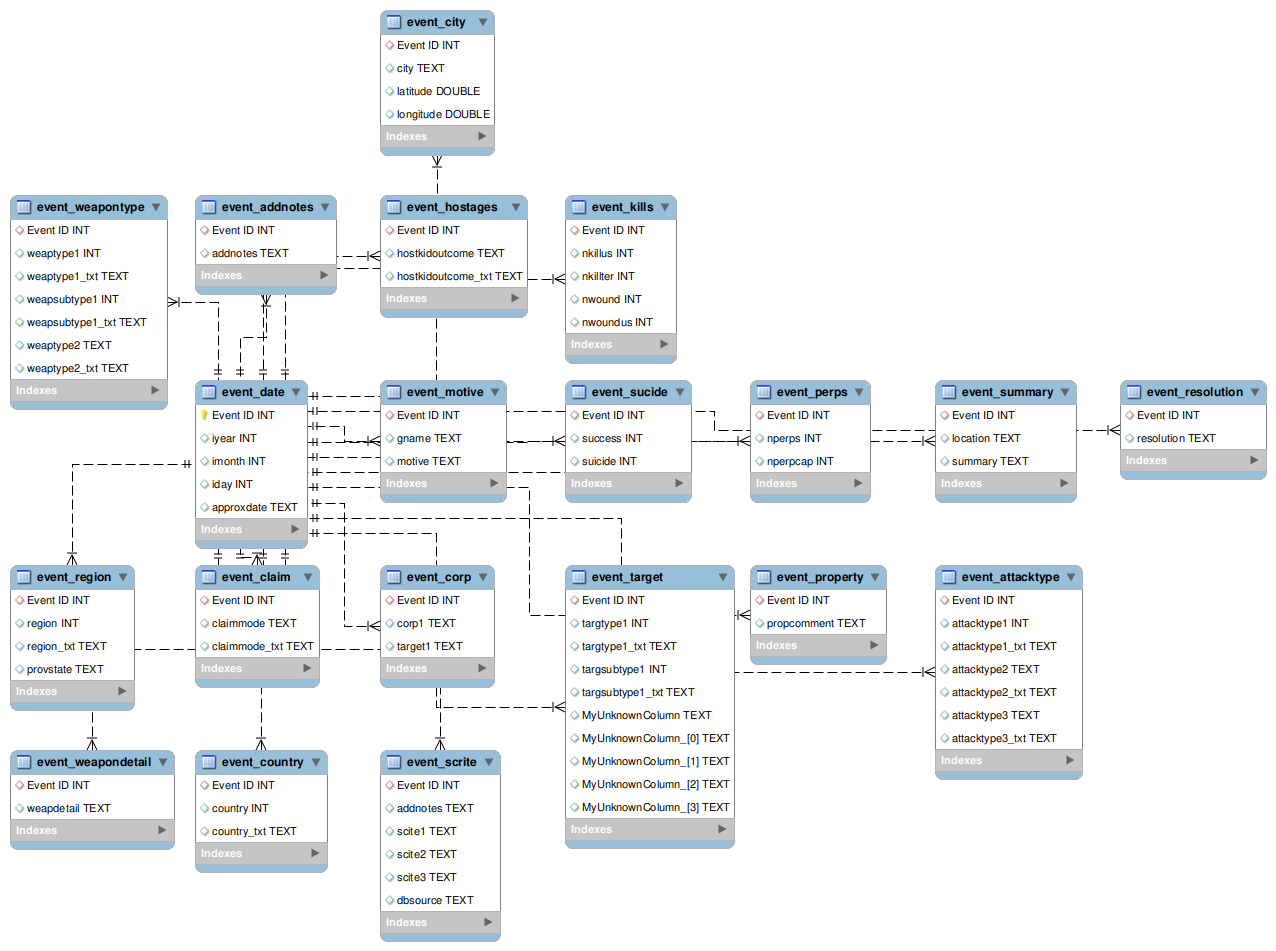 event_city
Event ID INT
city TEXT
latitude DOUBLE
longitude DOUBLE
Indexes
event_weapontype
Event ID INT
weaptype1 INT
weaptype1_txt TEXT
weapsubtype1 INT
weapsubtype1_txt TEXT
weaptype2 TEXT
weaptype2_txt TEXT
Indexes
event_addnotes
Event ID INT
addnotes TEXT
Indexes
event_hostages
Event ID INT
hostkidoutcome TEXT
hostkidoutcome_txt TEXT
Indexes
event_kills
Event ID INT
nkillus INT
nkillter INT
nwound INT
nwoundus INT
Indexes
event_date
Event ID INT
iyear INT
imonth INT
iday INT
approxdate TEXT
Indexes
event_motive
Event ID INT
gname TEXT
motive TEXT
Indexes
event_sucide
Event ID INT
success INT
suicide INT
Indexes
event_perps
Event ID INT
nperps INT
nperpcap INT
Indexes
event_summary
Event ID INT
location TEXT
summary TEXT
Indexes
event_resolution
Event ID INT
resolution TEXT
Indexes
event_region
Event ID INT
region INT
region_txt TEXT
provstate TEXT
Indexes
event_claim
Event ID INT
claimmode TEXT
claimmode_txt TEXT
Indexes
event_corp
Event ID INT
corp1 TEXT
target1 TEXT
Indexes
event_target
Event ID INT
targtype1 INT
targtype1_txt TEXT
targsubtype1 INT
targsubtype1_txt TEXT
MyUnknownColumn TEXT
MyUnknownColumn_[0] TEXT
MyUnknownColumn_[1] TEXT
MyUnknownColumn_[2] TEXT
MyUnknownColumn_[3] TEXT
Indexes
event_property
Event ID INT
propcomment TEXT
Indexes
event_attacktype
Event ID INT
attacktype1 INT
attacktype1_txt TEXT
attacktype2 TEXT
attacktype2_txt TEXT
attacktype3 TEXT
attacktype3_txt TEXT
Indexes
event_weapondetail
Event ID INT
weapdetail TEXT
Indexes
event_country
Event ID INT
country INT
country_txt TEXT
Indexes
event_scrite
Event ID INT
addnotes TEXT
scite1 TEXT
scite2 TEXT
scite3 TEXT
dbsource TEXT
Indexes